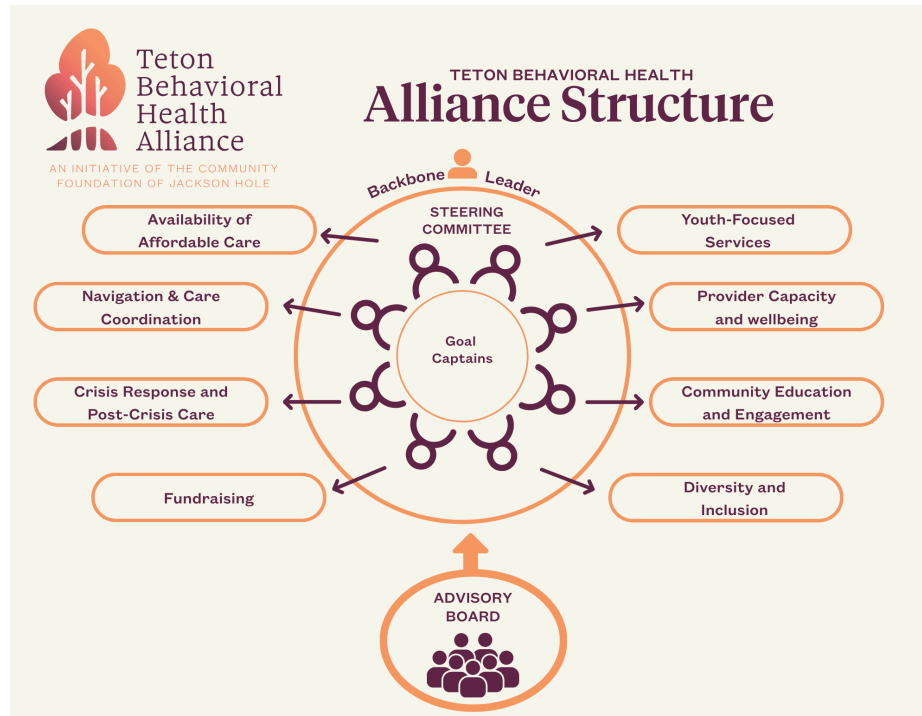 Teton
Behavioral
Health
Alliance
AN INITIATIVE OF THE COMMUNITY
FOUNDATION OF JACKSON HOLE
TETON BEHAVIORAL HEALTH
Alliance Structure
Backbone Leader
STEERING
COMMITTEE
Goal
Captains
Availability of
Affordable Care
Navigation & Care
Coordination
Crisis Response and
Post-Crisis Care
Fundraising
Youth-Focused
Services
Provider Capacity
and wellbeing
Community Education
and Engagement
Diversity and
Inclusion
ADVISORY
BOARD